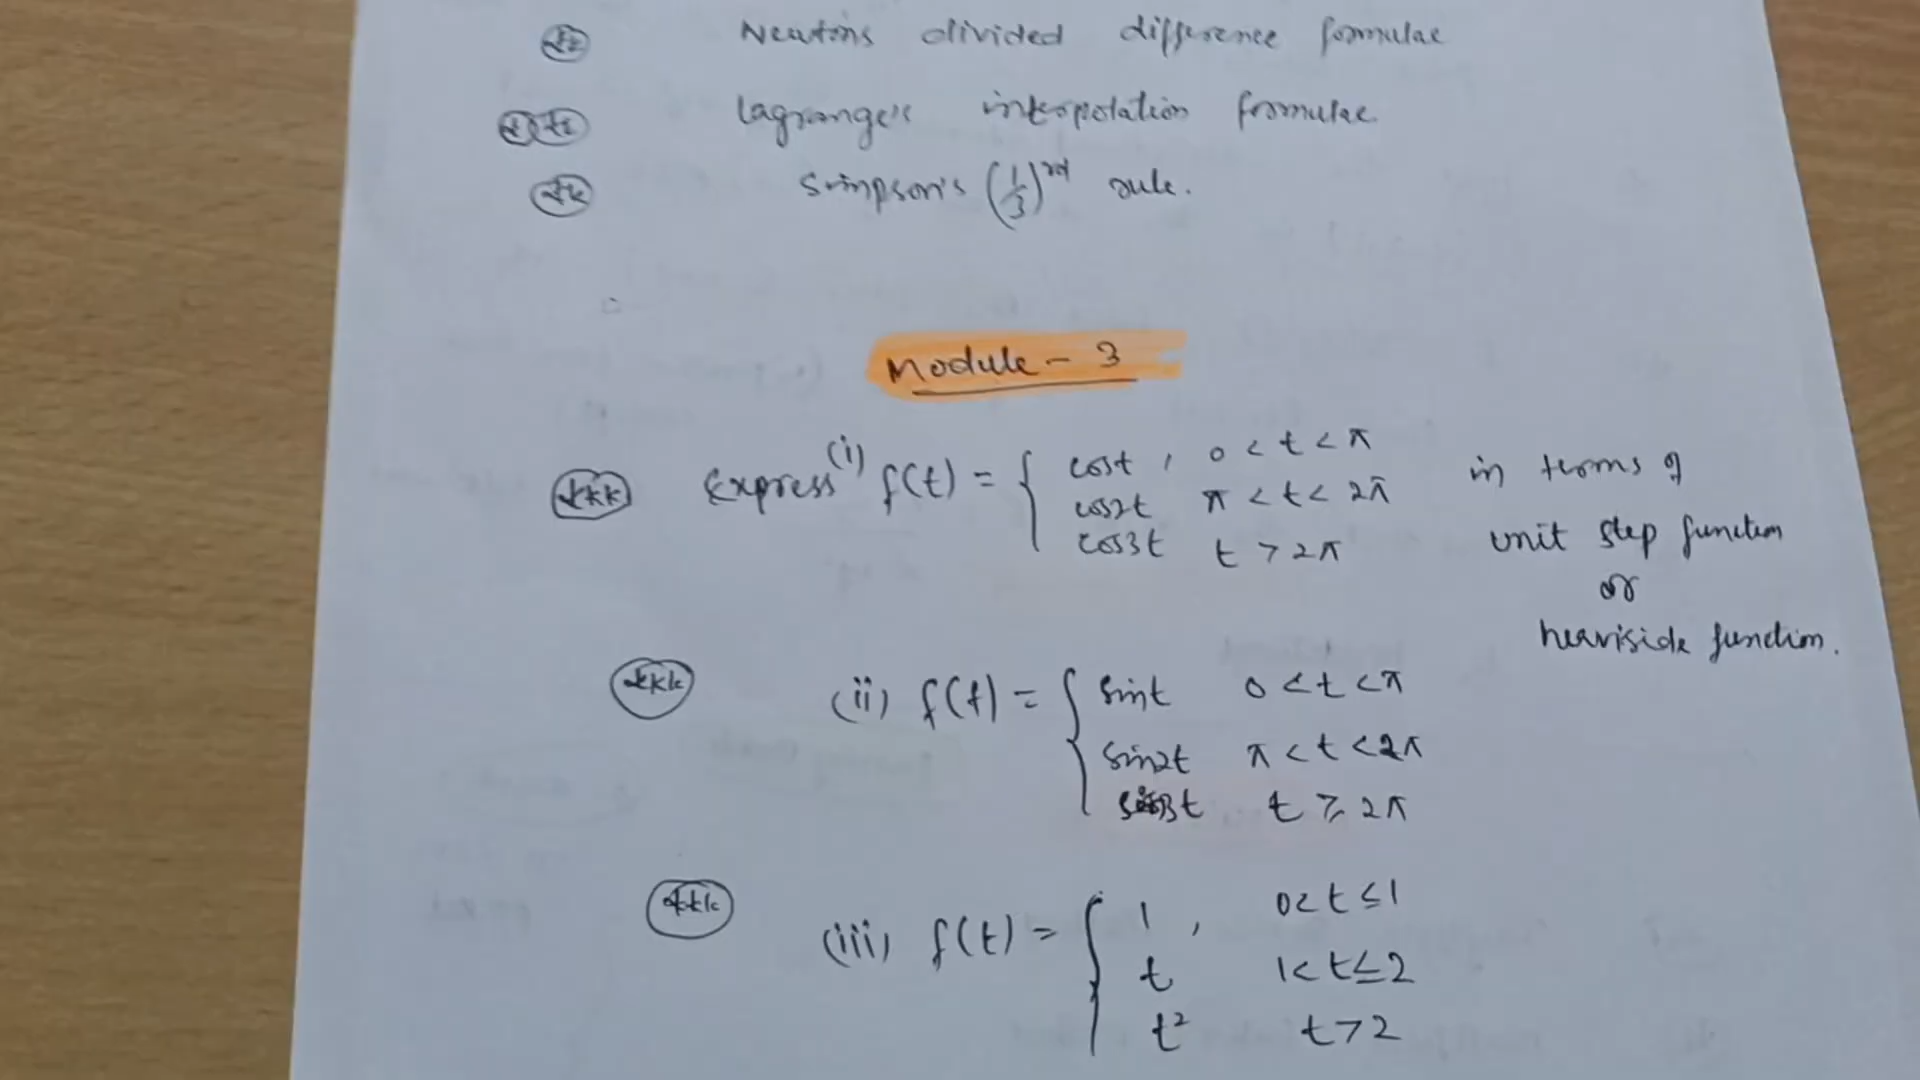 Newtons divided difference formulae
Lagrange's interpolation formulae.
Simpson's (1/3)rd rule.
Module - 3
Express (i) f(t) = { cost, 0 < t < π in terms of
cos2t π < t < 2π unit step function
cos3t t > 2π or
heaviside function.
(ii) f(t) = { sint 0 < t < π
sin2t π < t < 2π
sin3t t ≥ 2π
(iii) f(t) = { 1, 0 < t ≤ 1
t 1 < t ≤ 2
t² t > 2